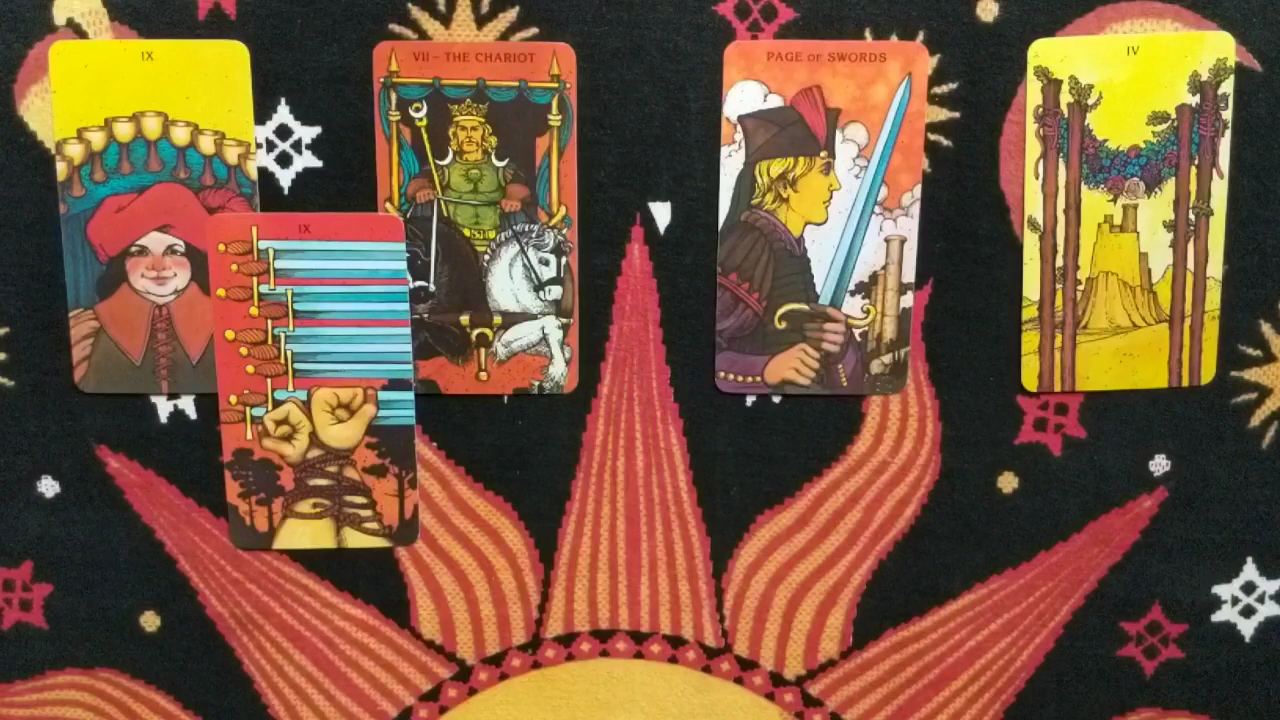 IX
VII – THE CHARIOT
PAGE OF SWORDS
IV
IX